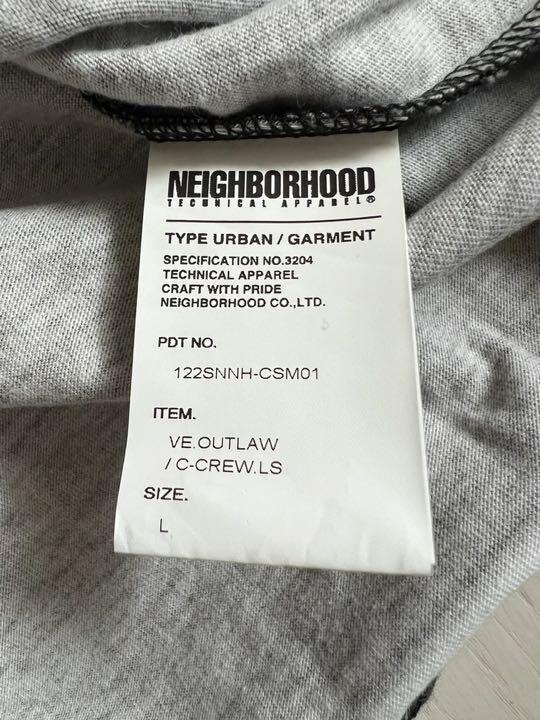 NEIGHBORHOOD
TECHNICAL APPAREL®
TYPE URBAN / GARMENT
SPECIFICATION NO.3204
TECHNICAL APPAREL
CRAFT WITH PRIDE
NEIGHBORHOOD CO.,LTD.
PDT NO.
122SNNH-CSM01
ITEM.
VE.OUTLAW
/ C-CREW.LS
SIZE.
L